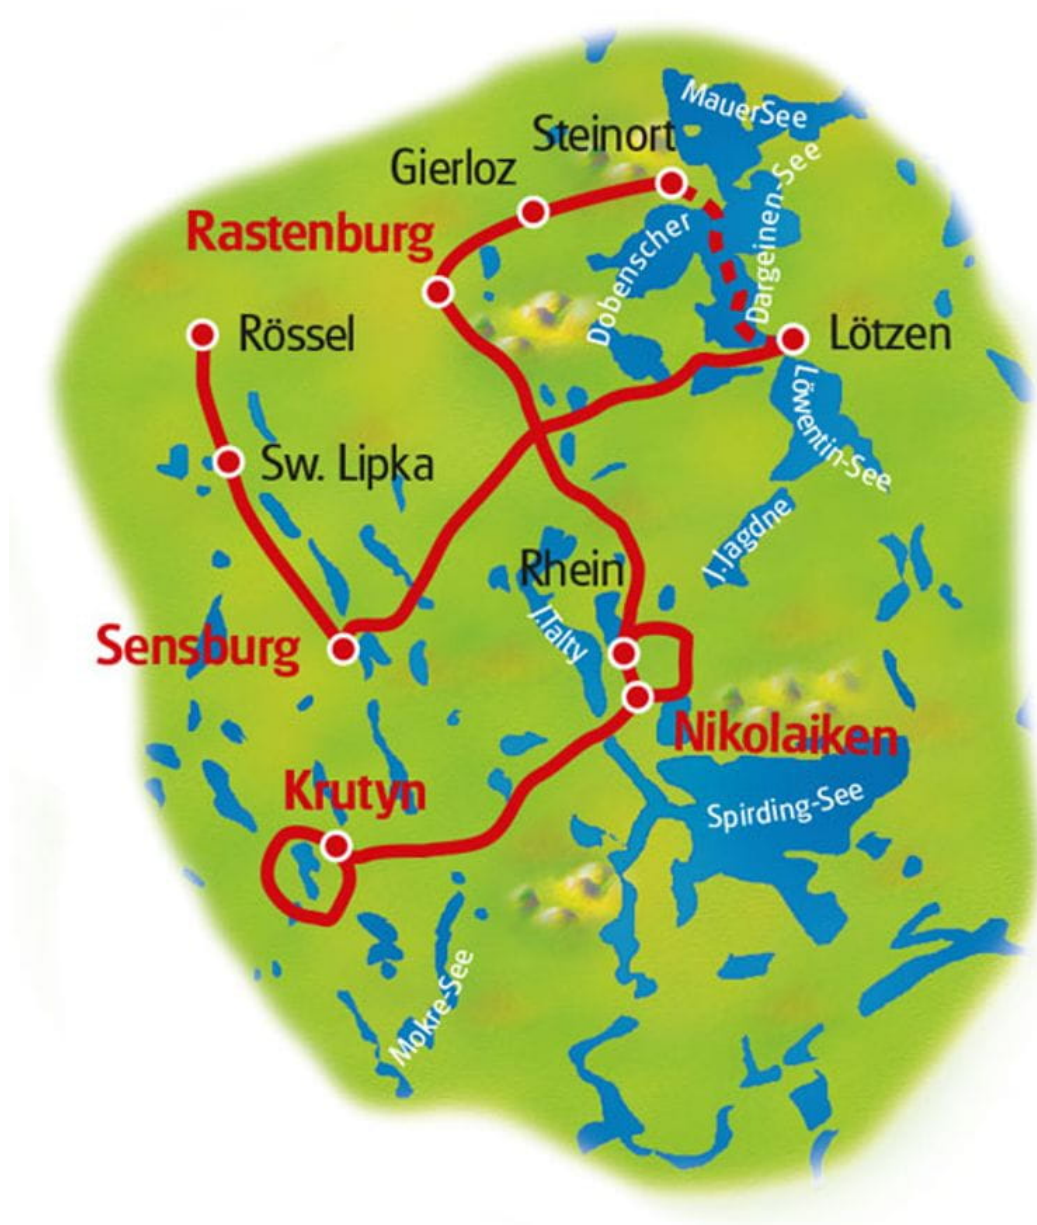 MauerSee
Steinort
Gierloz
Dargeinen-See
Rastenburg
Dobenscher
Rössel
Lötzen
Löwentin-See
Sw. Lipka
J.Jagdne
Rhein
J.Talty
Sensburg
Nikolaiken
Krutyn
Spirding-See
Mokre-See